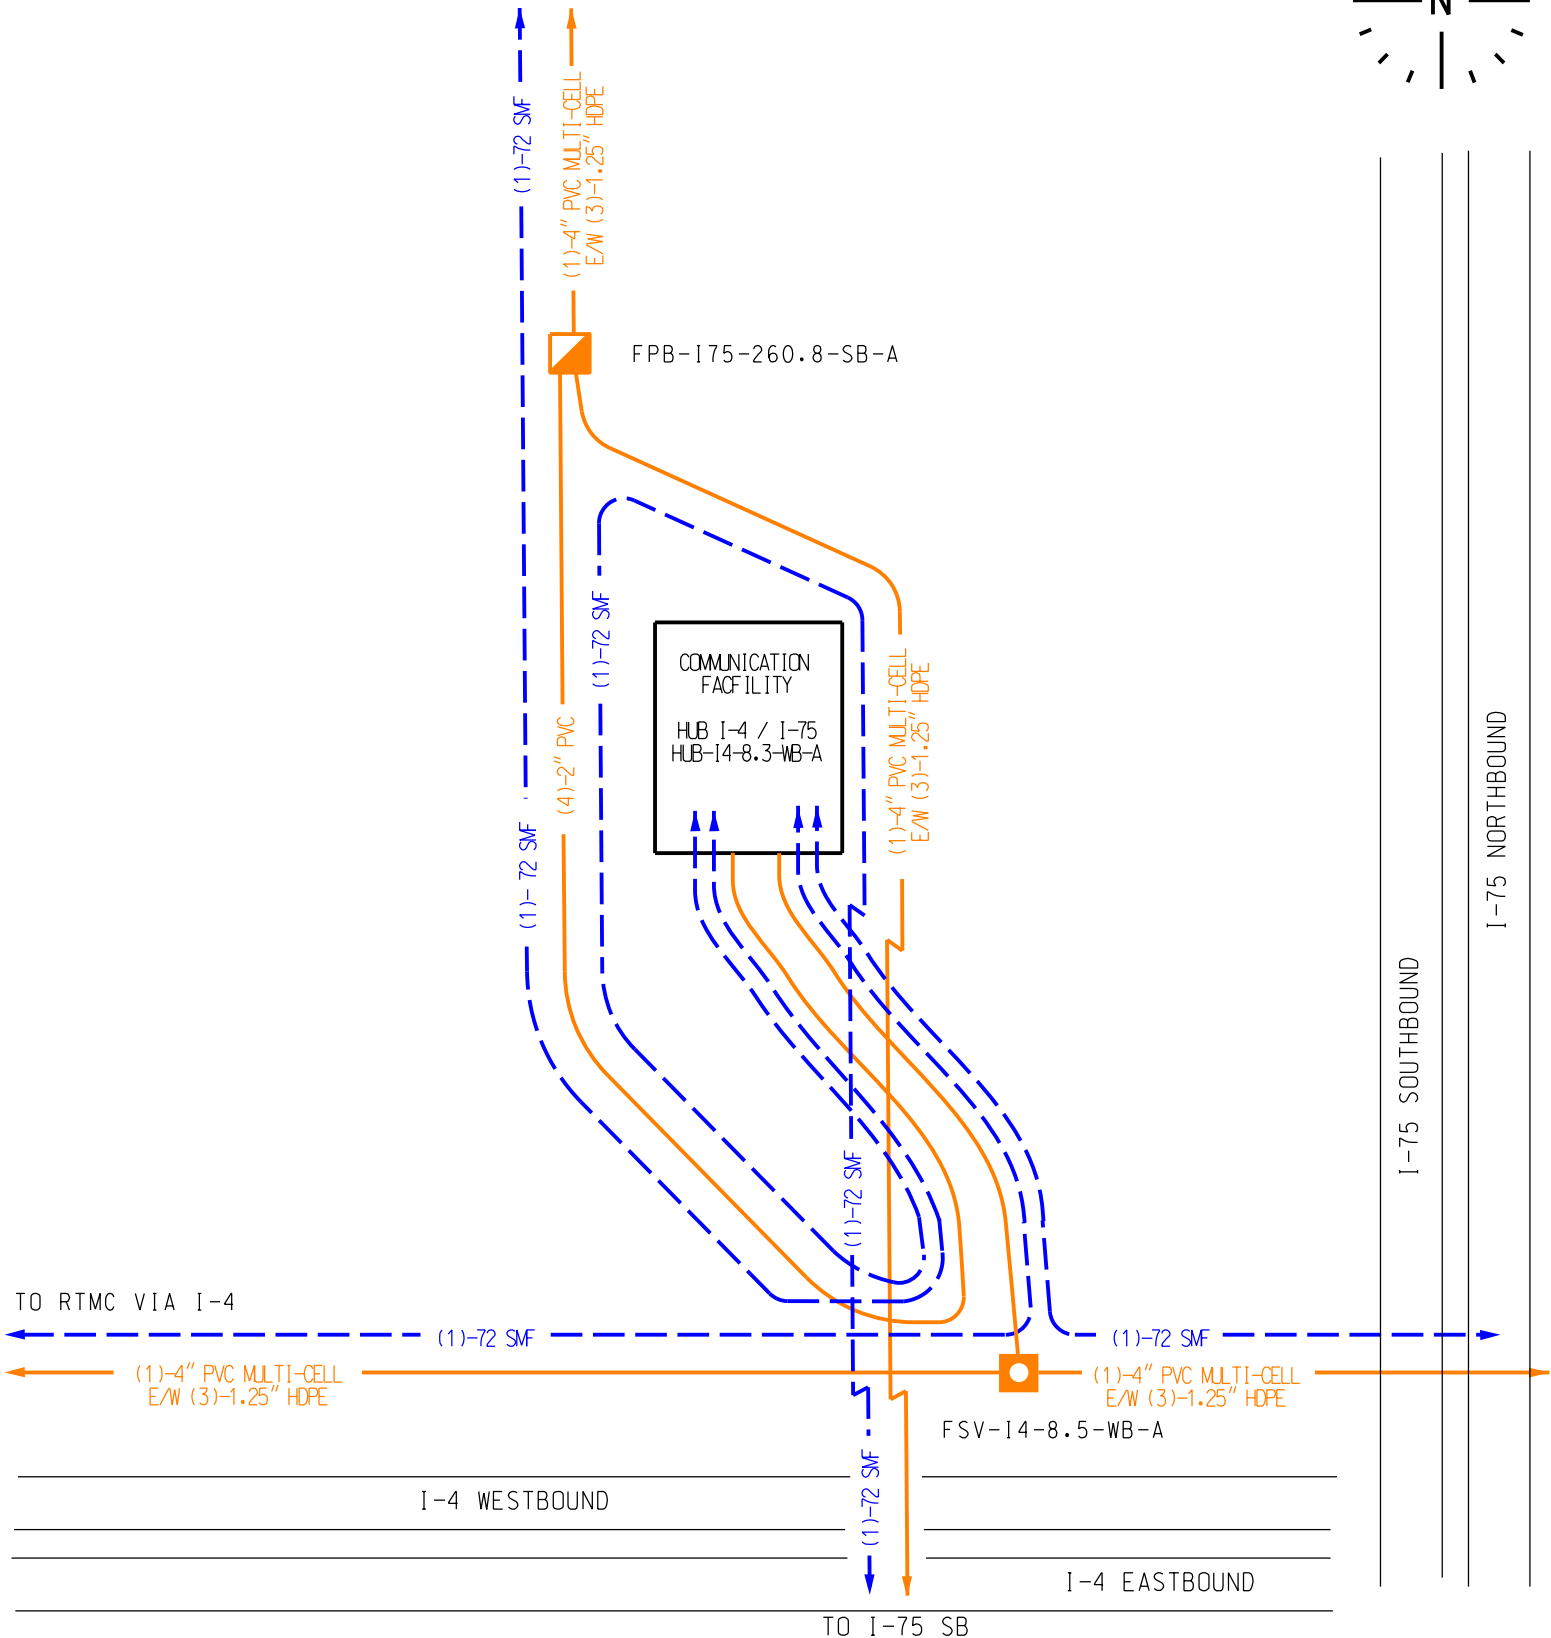 N
(1)-72 SMF
(1)-4" PVC MULTI-CELL
E/W (3)-1.25" HDPE
FPB-I75-260.8-SB-A
(1)-72 SMF
COMMUNICATION
FACFILITY
HUB I-4 / I-75
HUB-I4-8.3-WB-A
(1)-4" PVC MULTI-CELL
E/W (3)-1.25" HDPE
(4)-2" PVC
(1)- 72 SMF
I-75 NORTHBOUND
I-75 SOUTHBOUND
(1)-72 SMF
TO RTMC VIA I-4
(1)-72 SMF
(1)-72 SMF
(1)-4" PVC MULTI-CELL
E/W (3)-1.25" HDPE
(1)-4" PVC MULTI-CELL
E/W (3)-1.25" HDPE
FSV-I4-8.5-WB-A
(1)-72 SMF
I-4 WESTBOUND
I-4 EASTBOUND
TO I-75 SB